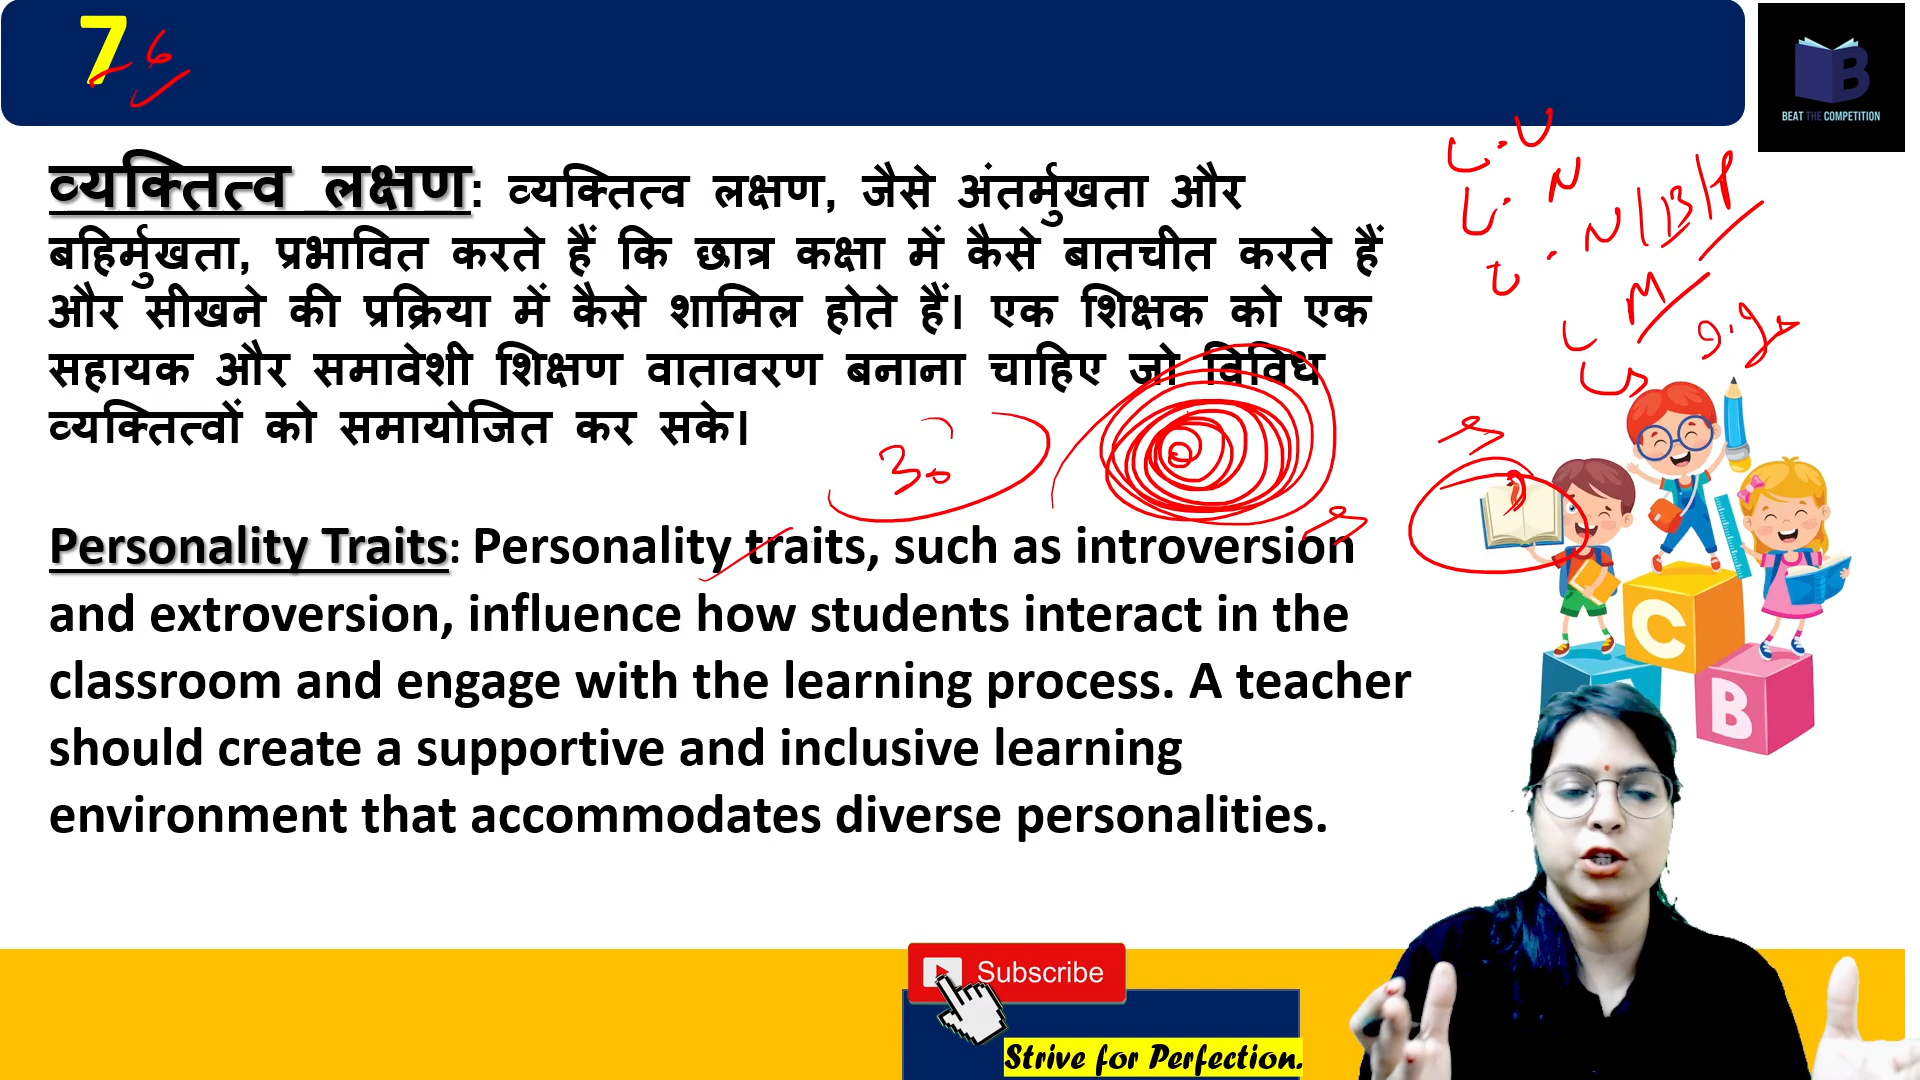 7
6
BEAT THE COMPETITION
व्यक्तित्व लक्षण: व्यक्तित्व लक्षण, जैसे अंतर्मुखता और
बहिर्मुखता, प्रभावित करते हैं कि छात्र कक्षा में कैसे बातचीत करते हैं
और सीखने की प्रक्रिया में कैसे शामिल होते हैं। एक शिक्षक को एक
सहायक और समावेशी शिक्षण वातावरण बनाना चाहिए जो विविध
व्यक्तित्वों को समायोजित कर सके।
30
Personality Traits: Personality traits, such as introversion
and extroversion, influence how students interact in the
classroom and engage with the learning process. A teacher
should create a supportive and inclusive learning
environment that accommodates diverse personalities.
C
B
Subscribe
Strive for Perfection.